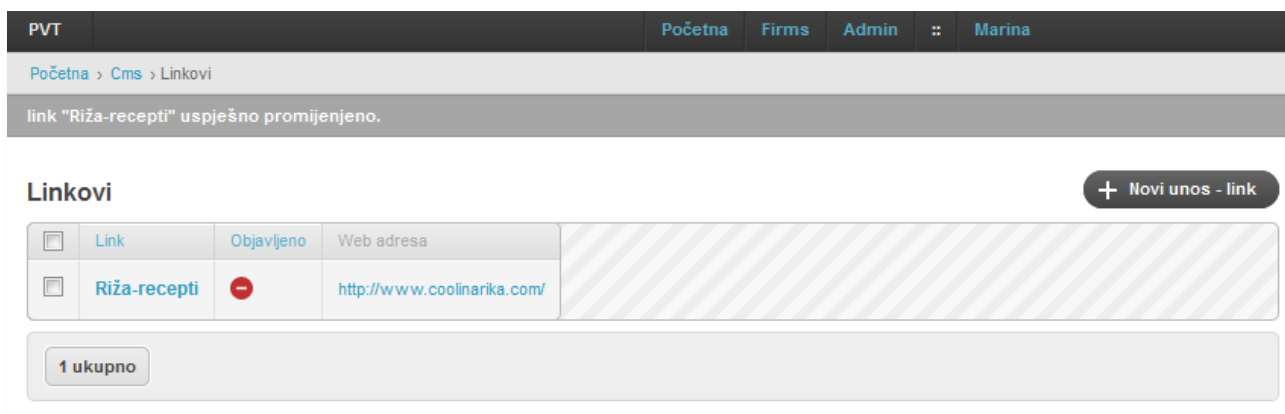 PVT Početna Firms Admin :: Marina
Početna › Cms › Linkovi
link "Riža-recepti" uspješno promijenjeno.
Linkovi
+ Novi unos - link
Link Objavljeno Web adresa
Riža-recepti http://www.coolinarika.com/
1 ukupno